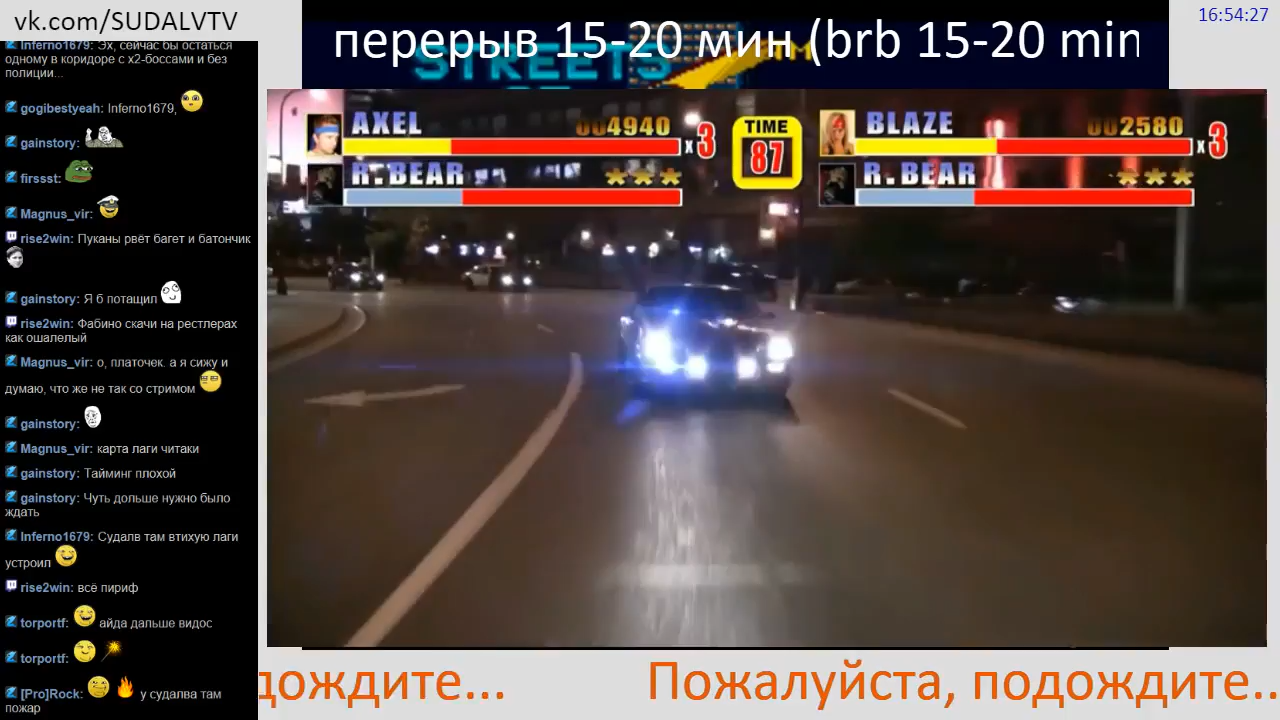 vk.com/SUDALVTV
Inferno1679: Эх, сейчас бы остаться
одному в коридоре с x2-боссами и без
полиции...
gogibestyeah: Inferno1679,
gainstory:
firssst:
Magnus_vir:
rise2win: Пуканы рвёт багет и батончик
gainstory: Я б потащил
rise2win: Фабино скачи на рестлерах
как ошалелый
Magnus_vir: о, платочек. а я сижу и
думаю, что же не так со стримом
gainstory:
Magnus_vir: карта лаги читаки
gainstory: Тайминг плохой
gainstory: Чуть дольше нужно было
ждать
Inferno1679: Судалв там втихую лаги
устроил
rise2win: всё пириф
torportf: айда дальше видос
torportf:
[Pro]Rock: у судалва там
пожар
16:54:27
перерыв 15-20 мин (brb 15-20 min
STREETS
AXEL 004940 x3
R.BEAR
TIME
87
BLAZE 002580 x3
R.BEAR
дождите... Пожалуйста, подождите..